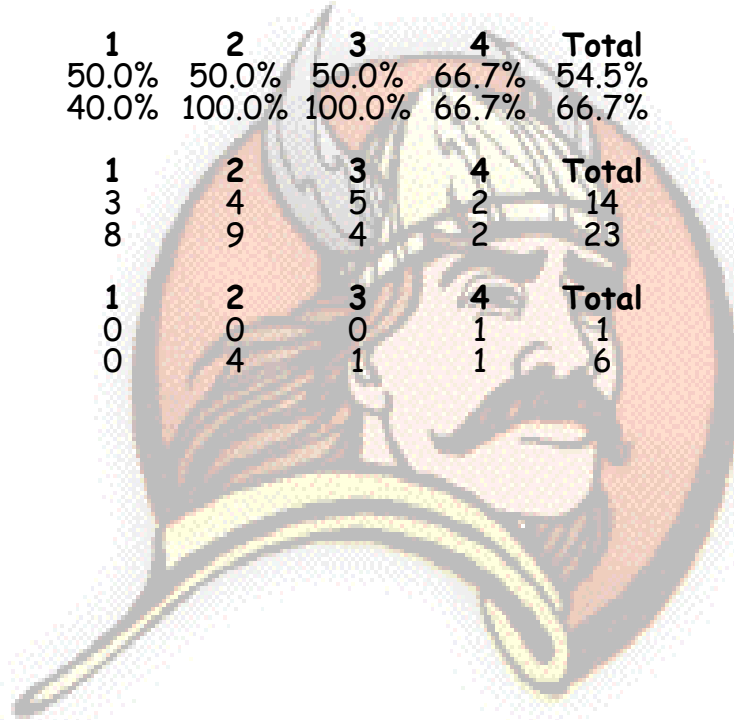 1 2 3 4 Total
50.0% 50.0% 50.0% 66.7% 54.5%
40.0% 100.0% 100.0% 66.7% 66.7%
1 2 3 4 Total
3 4 5 2 14
8 9 4 2 23
1 2 3 4 Total
0 0 0 1 1
0 4 1 1 6